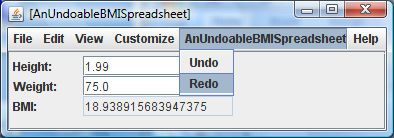 [AnUndoableBMISpreadsheet]
File Edit View Customize AnUndoableBMISpreadsheet Help
Undo
Height: 1.99
Redo
Weight: 75.0
BMI: 18.938915683947375